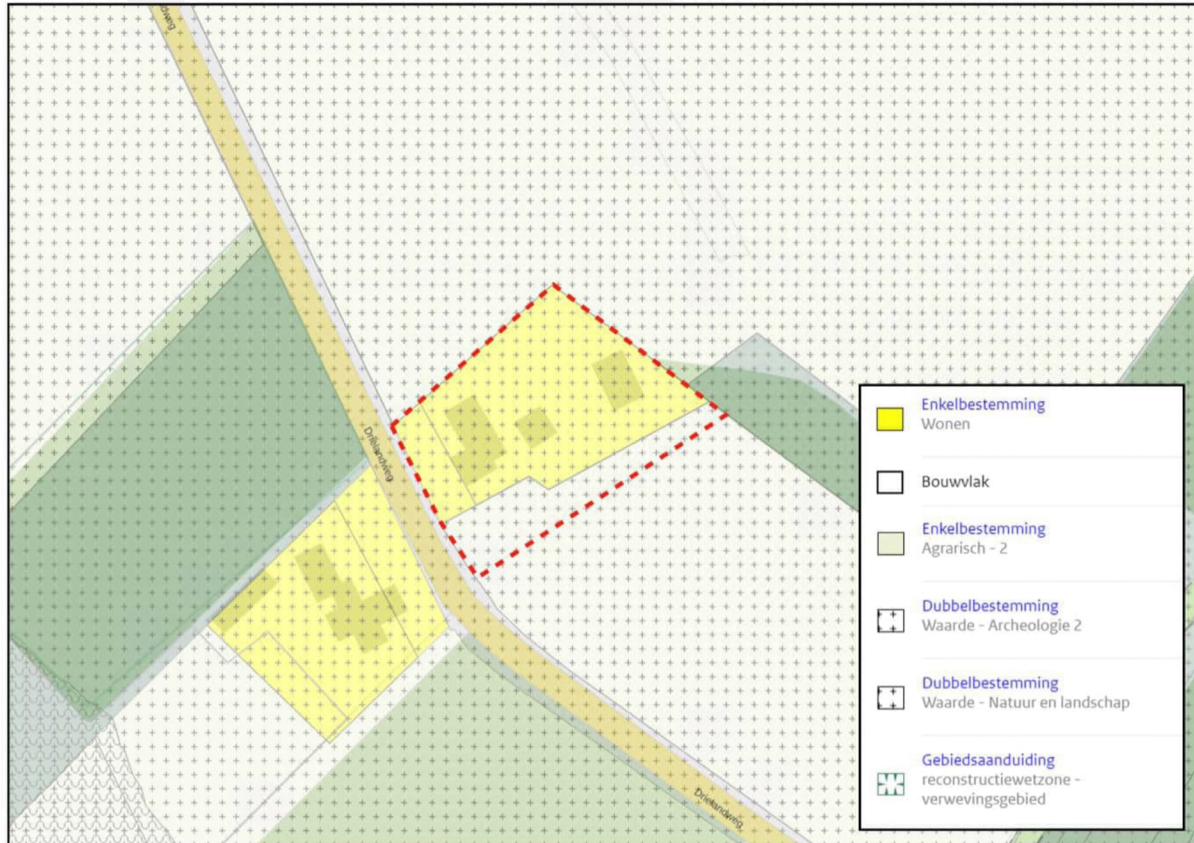 weg
Drielandweg
Drielandweg
Enkelbestemming
Wonen
Bouwvlak
Enkelbestemming
Agrarisch - 2
Dubbelbestemming
Waarde - Archeologie 2
Dubbelbestemming
Waarde - Natuur en landschap
Gebiedsaanduiding
reconstructiewetzone -
verwevingsgebied